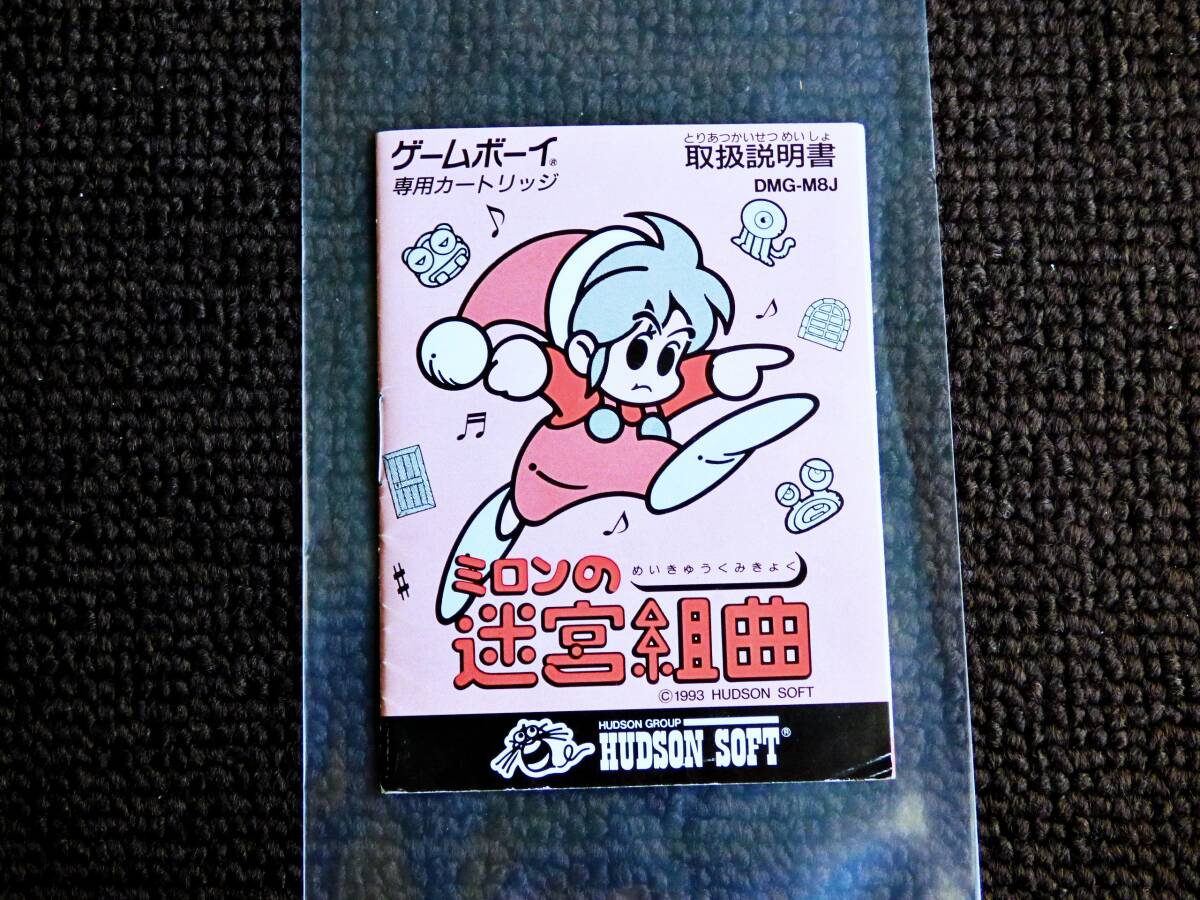 ゲームボーイ®
専用カートリッジ
とりあつかいせつめいしょ
取扱説明書
DMG-M8J
ミロンの
めいきゅうくみきょく
迷宮組曲
©1993 HUDSON SOFT
HUDSON GROUP
HUDSON SOFT®